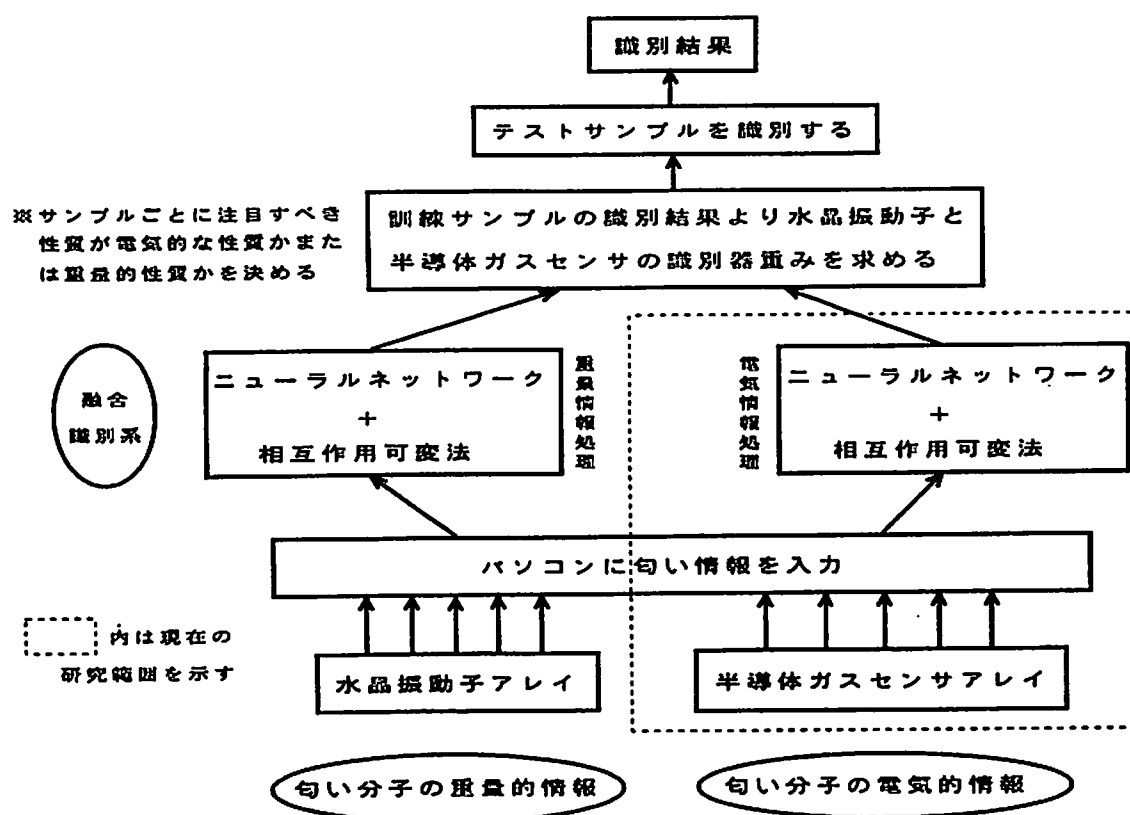 識別結果
テストサンプルを識別する
※サンプルごとに注目すべき
性質が電気的な性質かまた
は重量的性質かを決める
訓練サンプルの識別結果より水晶振動子と
半導体ガスセンサの識別器重みを求める
融合
識別系
ニューラルネットワーク
+
相互作用可変法
重量情報処理
電気情報処理
ニューラルネットワーク
+
相互作用可変法
パソコンに匂い情報を入力
内は現在の
研究範囲を示す
水晶振動子アレイ
半導体ガスセンサアレイ
匂い分子の重量的情報
匂い分子の電気的情報